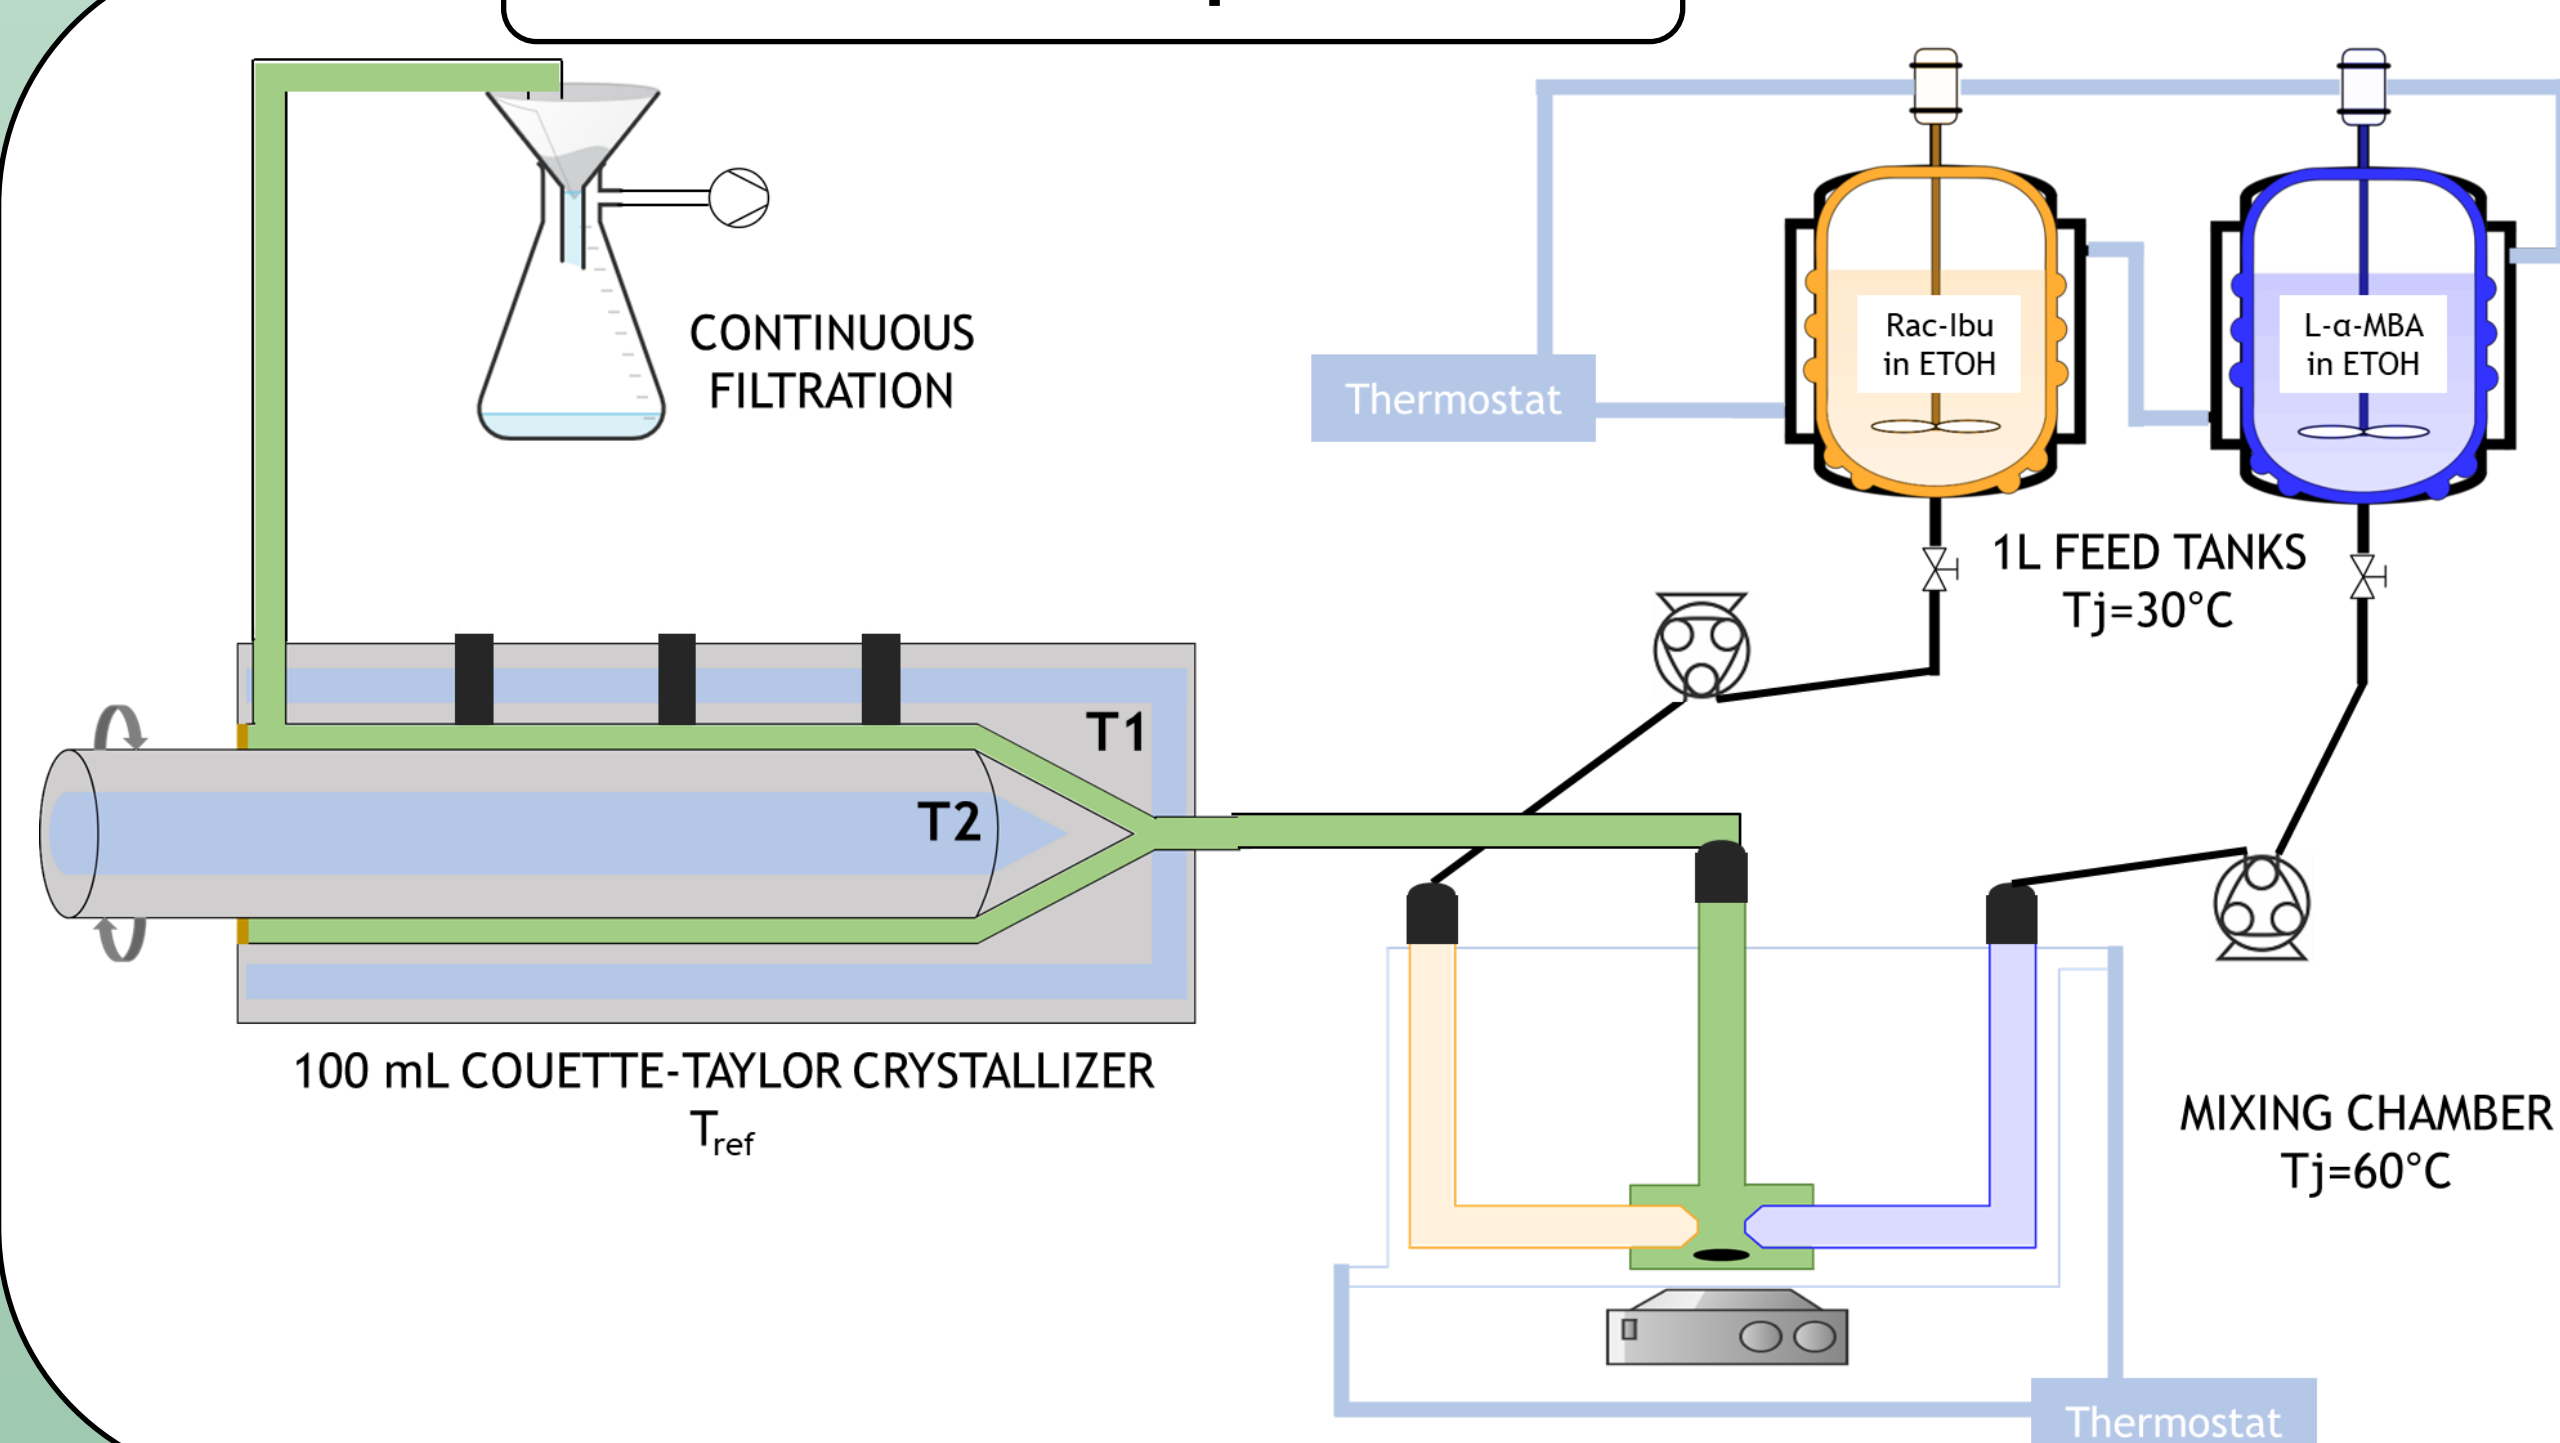 CONTINUOUS
FILTRATION
Thermostat
Rac-Ibu
in ETOH
L-α-MBA
in ETOH
1L FEED TANKS
Tj=30°C
T1
T2
100 mL COUETTE-TAYLOR CRYSTALLIZER
Tref
MIXING CHAMBER
Tj=60°C
Thermostat